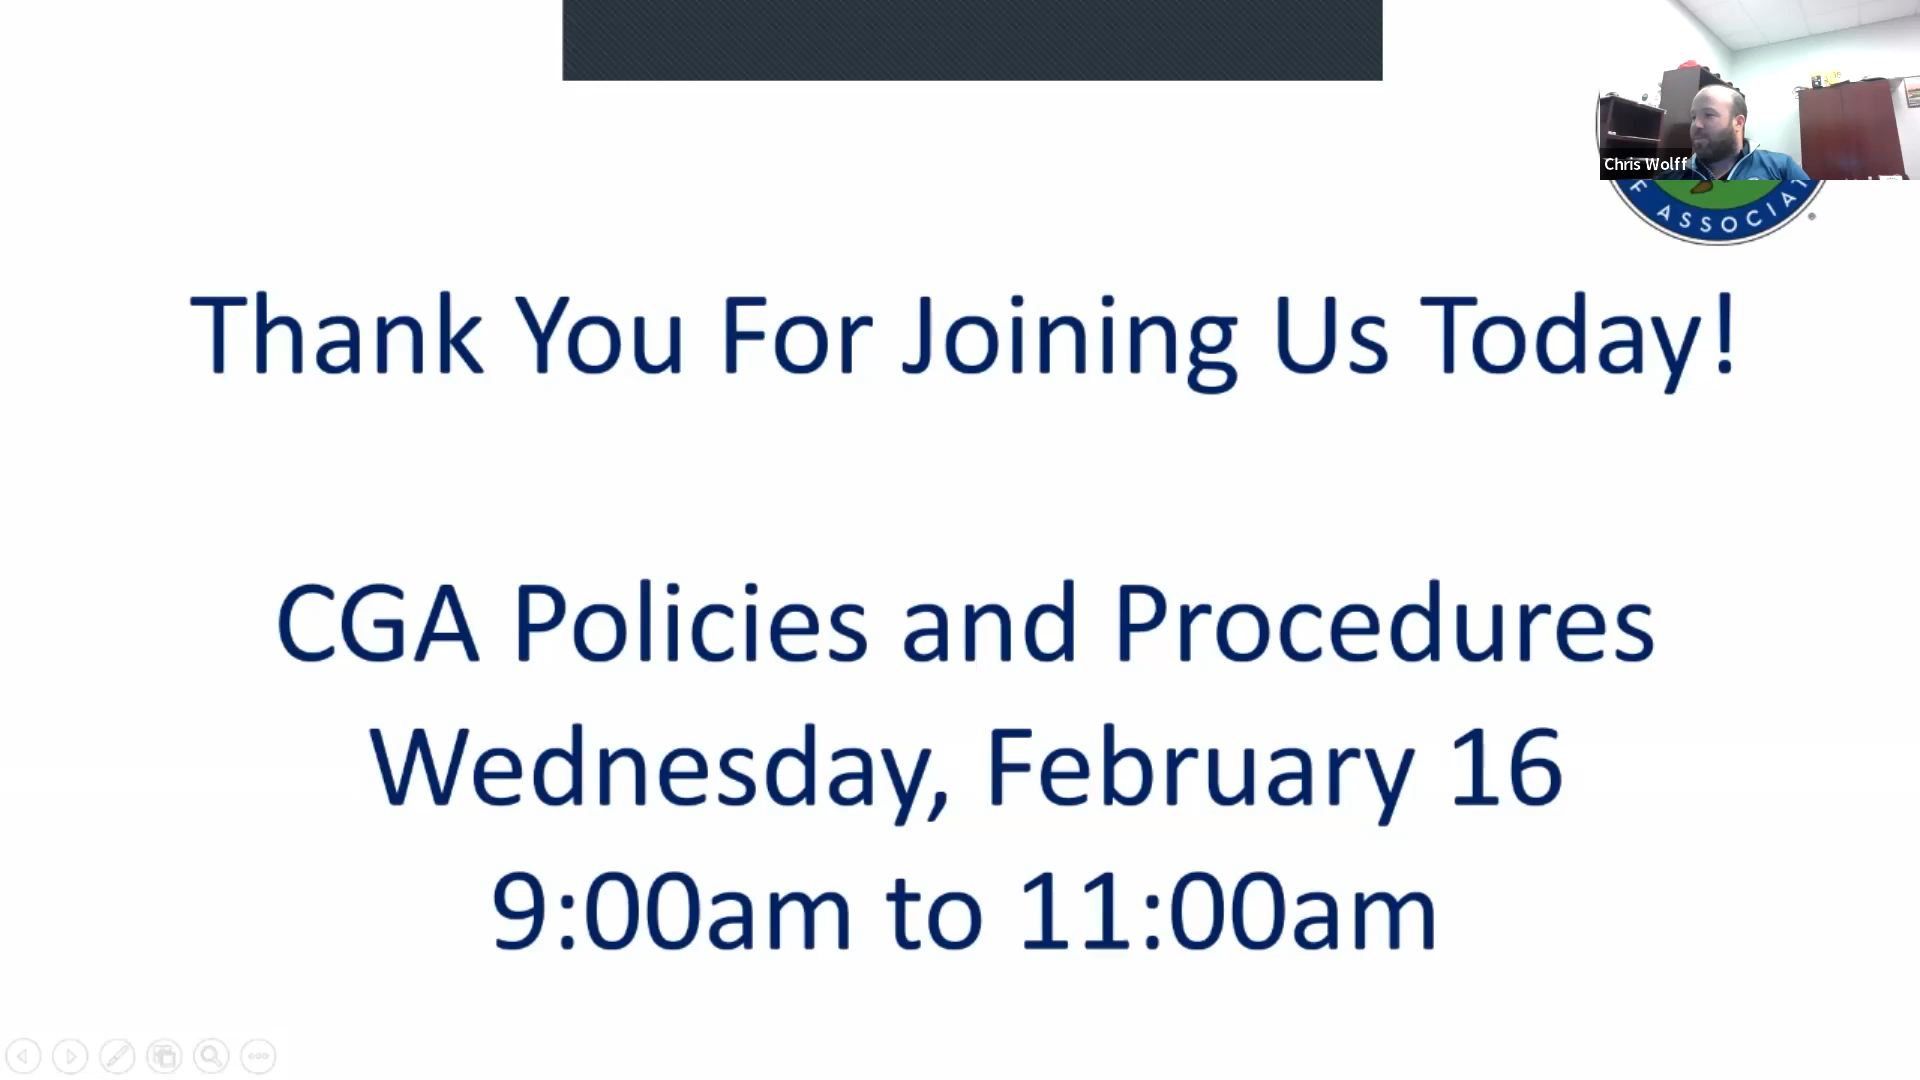 Chris Wolff
F ASSOCIAT
®
Thank You For Joining Us Today!
CGA Policies and Procedures
Wednesday, February 16
9:00am to 11:00am